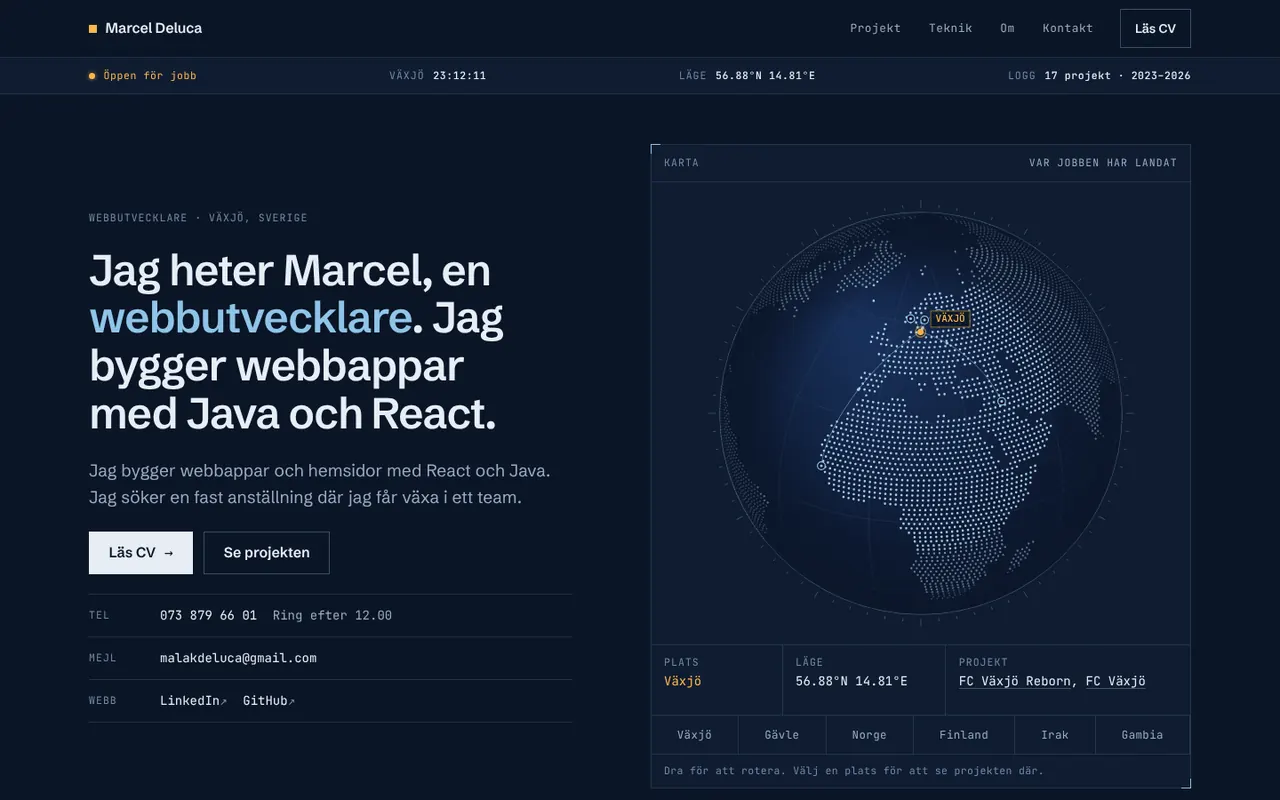 Marcel Deluca
Projekt Teknik Om Kontakt Läs CV
Öppen för jobb VÄXJÖ 23:12:11 LÄGE 56.88°N 14.81°E LOGG 17 projekt · 2023–2026
WEBBUTVECKLARE · VÄXJÖ, SVERIGE
Jag heter Marcel, en
webbutvecklare. Jag
bygger webbappar
med Java och React.
Jag bygger webbappar och hemsidor med React och Java.
Jag söker en fast anställning där jag får växa i ett team.
Läs CV → Se projekten
TEL 073 879 66 01 Ring efter 12.00
MEJL malakdeluca@gmail.com
WEBB LinkedIn↗ GitHub↗
KARTA VAR JOBBEN HAR LANDAT
VÄXJÖ
PLATS LÄGE PROJEKT
Växjö 56.88°N 14.81°E FC Växjö Reborn, FC Växjö
Växjö Gävle Norge Finland Irak Gambia
Dra för att rotera. Välj en plats för att se projekten där.